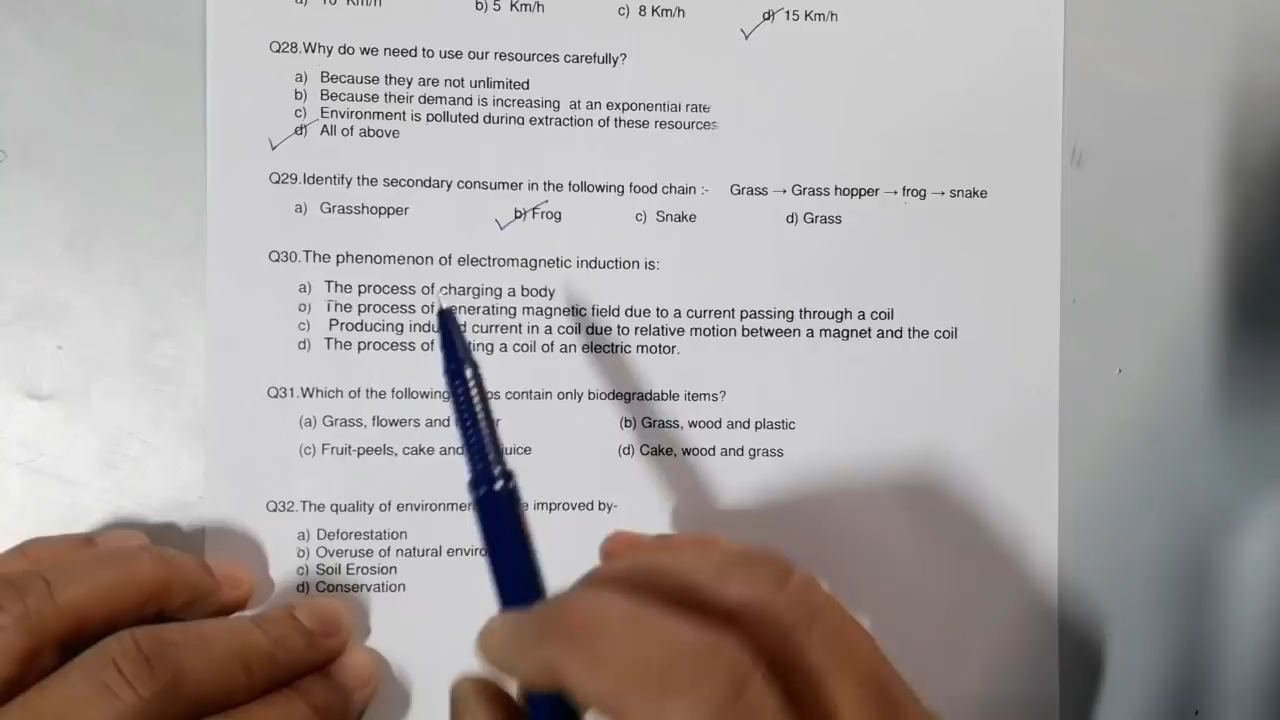 b) 5 Km/h c) 8 Km/h d) 15 Km/h
Q28.Why do we need to use our resources carefully?
a) Because they are not unlimited
b) Because their demand is increasing at an exponential rate
c) Environment is polluted during extraction of these resources
d) All of above
Q29.Identify the secondary consumer in the following food chain :- Grass → Grass hopper → frog → snake
a) Grasshopper b) Frog c) Snake d) Grass
Q30.The phenomenon of electromagnetic induction is:
a) The process of charging a body
b) The process of generating magnetic field due to a current passing through a coil
c) Producing current in a coil due to relative motion between a magnet and the coil
d) The process of a coil of an electric motor.
Q31.Which of the following contain only biodegradable items?
(a) Grass, flowers and (b) Grass, wood and plastic
(c) Fruit-peels, cake and juice (d) Cake, wood and grass
Q32.The quality of improved by-
a) Deforestation
b) Overuse of natural
c) Soil Erosion
d) Conservation